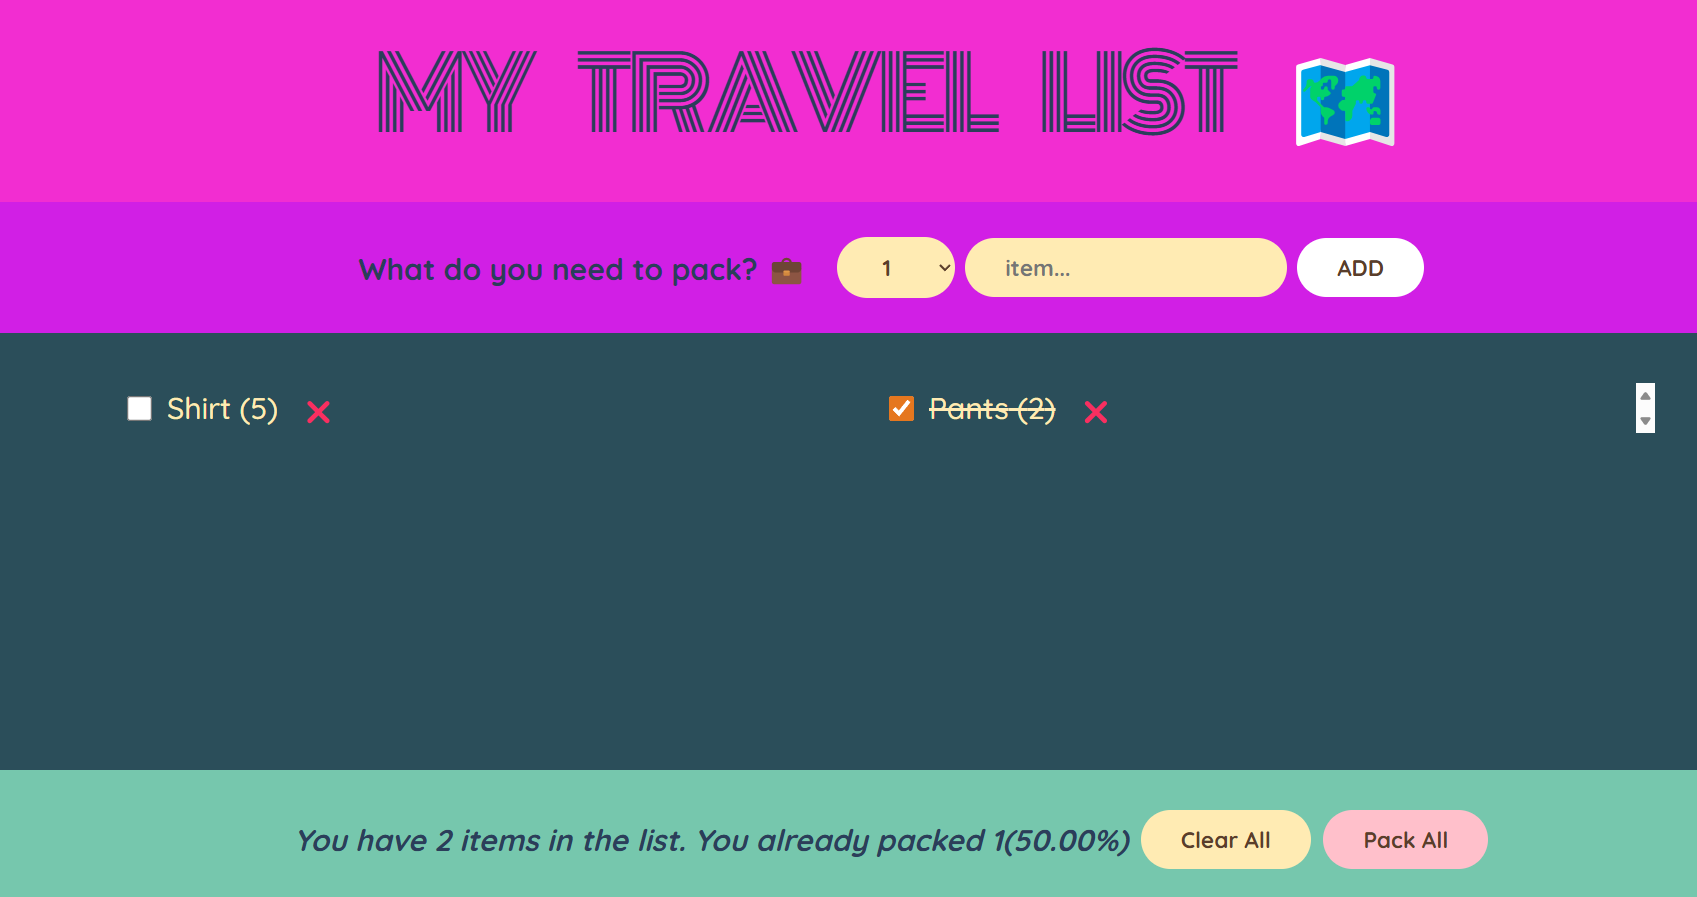 MY TRAVEL LIST
What do you need to pack? 1 item... ADD
Shirt (5) Pants (2)
You have 2 items in the list. You already packed 1(50.00%) Clear All Pack All